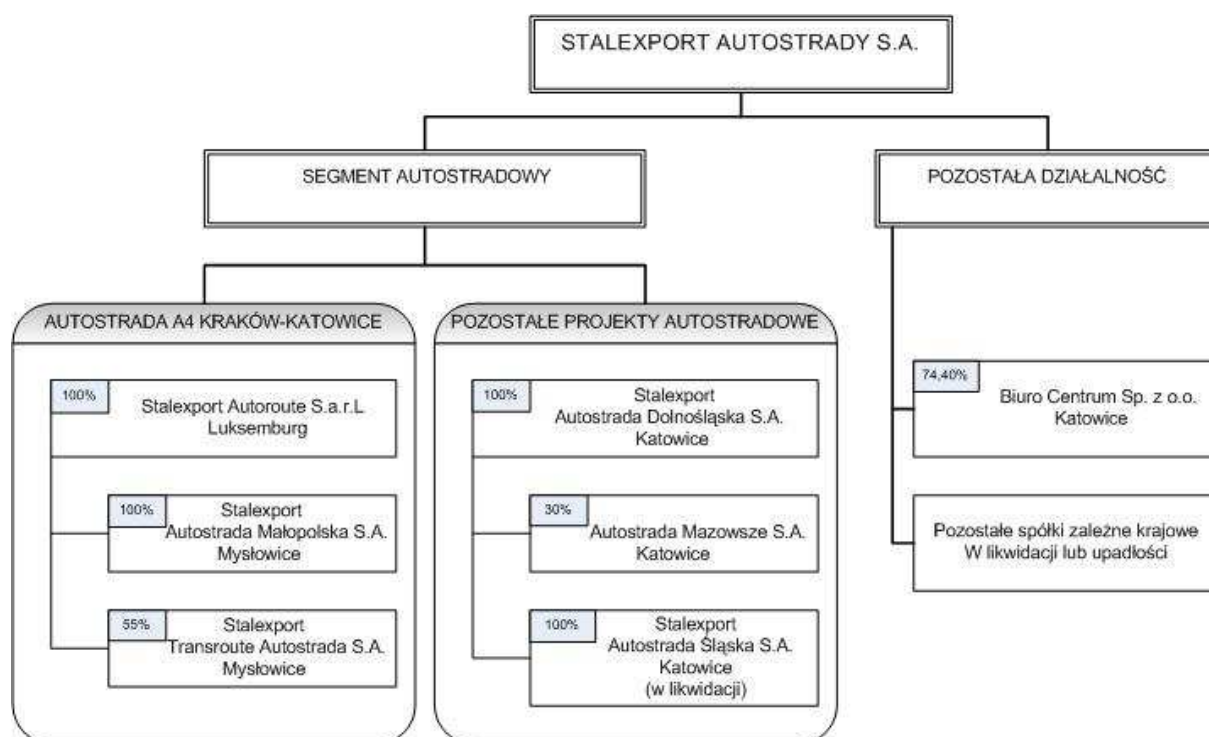 STALEXPORT AUTOSTRADY S.A.
SEGMENT AUTOSTRADOWY
POZOSTAŁA DZIAŁALNOŚĆ
AUTOSTRADA A4 KRAKÓW-KATOWICE
100%
Stalexport Autoroute S.a.r.L
Luksemburg
100%
Stalexport
Autostrada Małopolska S.A.
Mysłowice
55%
Stalexport
Transroute Autostrada S.A.
Mysłowice
POZOSTAŁE PROJEKTY AUTOSTRADOWE
100%
Stalexport
Autostrada Dolnośląska S.A.
Katowice
30%
Autostrada Mazowsze S.A.
Katowice
100%
Stalexport
Autostrada Śląska S.A.
Katowice
(w likwidacji)
74,40%
Biuro Centrum Sp. z o.o.
Katowice
Pozostałe spółki zależne krajowe
W likwidacji lub upadłości